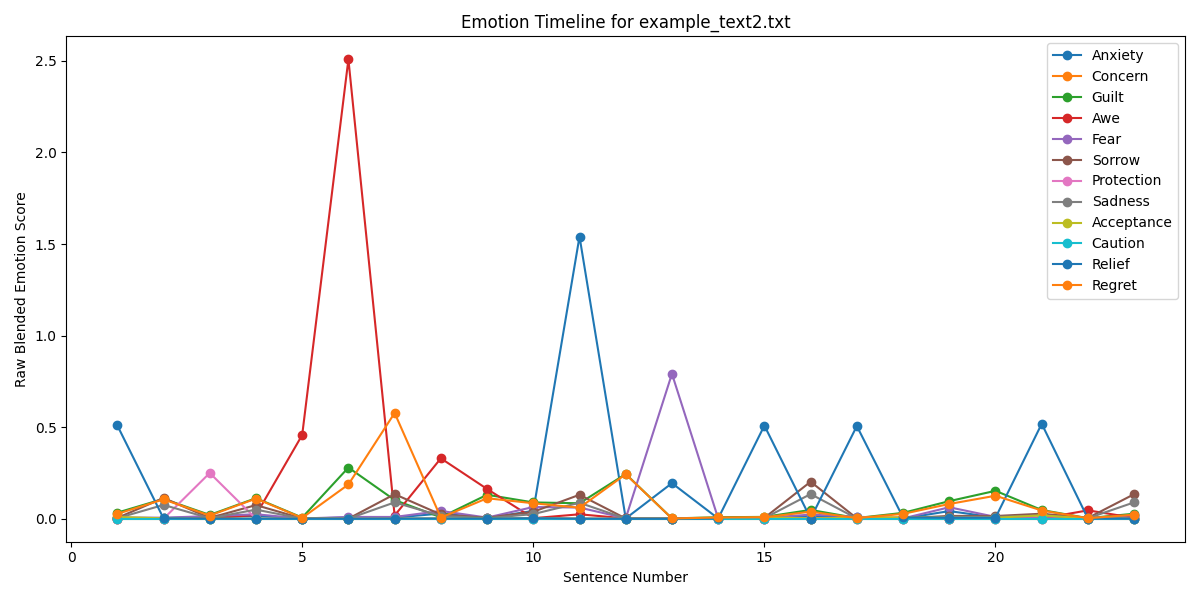 Emotion Timeline for example_text2.txt
Raw Blended Emotion Score
2.5
2.0
1.5
1.0
0.5
0.0
Anxiety
Concern
Guilt
Awe
Fear
Sorrow
Protection
Sadness
Acceptance
Caution
Relief
Regret
0 5 10 15 20
Sentence Number